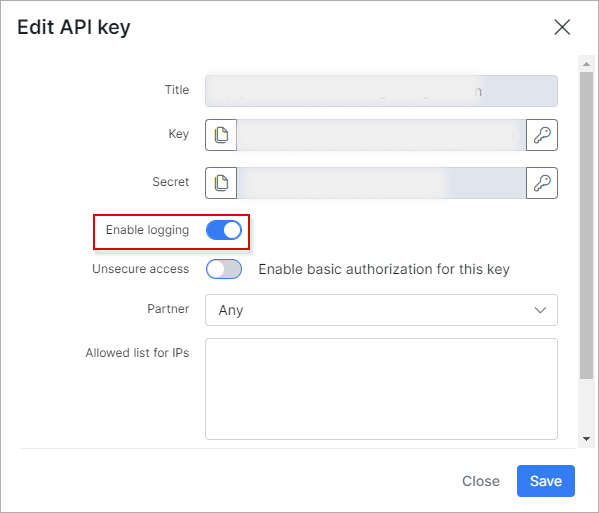 Edit API key
Title
Key
Secret
Enable logging
Unsecure access Enable basic authorization for this key
Partner Any
Allowed list for IPs
Close Save